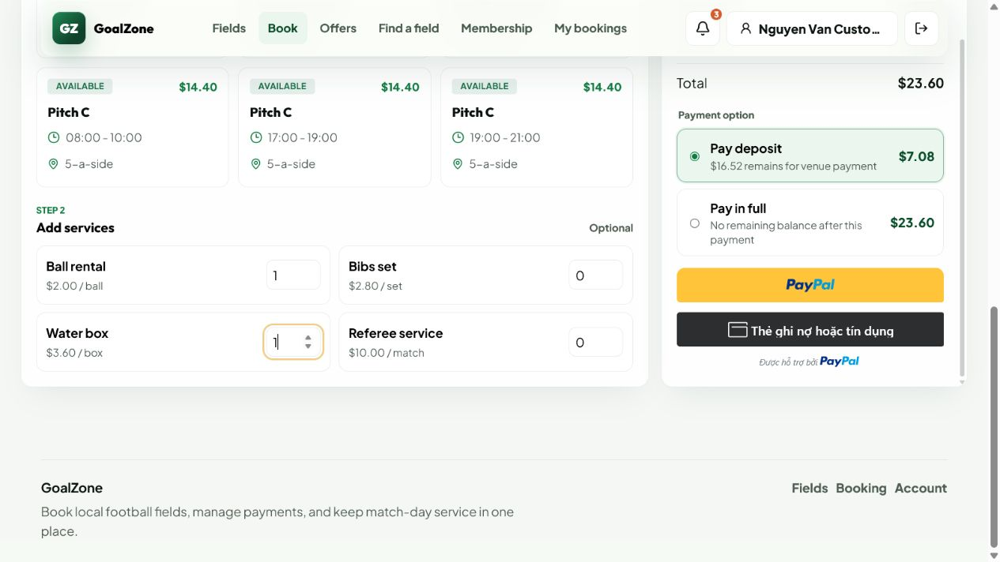 GZ GoalZone Fields Book Offers Find a field Membership My bookings 3 Nguyen Van Custo...
AVAILABLE $14.40
Pitch C
08:00 - 10:00
5-a-side
AVAILABLE $14.40
Pitch C
17:00 - 19:00
5-a-side
AVAILABLE $14.40
Pitch C
19:00 - 21:00
5-a-side
STEP 2
Add services
Optional
Ball rental
$2.00 / ball
1
Bibs set
$2.80 / set
0
Water box
$3.60 / box
1
Referee service
$10.00 / match
0
Total $23.60
Payment option
Pay deposit
$16.52 remains for venue payment
$7.08
Pay in full
No remaining balance after this
payment
$23.60
PayPal
Thẻ ghi nợ hoặc tín dụng
Được hỗ trợ bởi PayPal
GoalZone
Book local football fields, manage payments, and keep match-day service in one
place.
Fields Booking Account